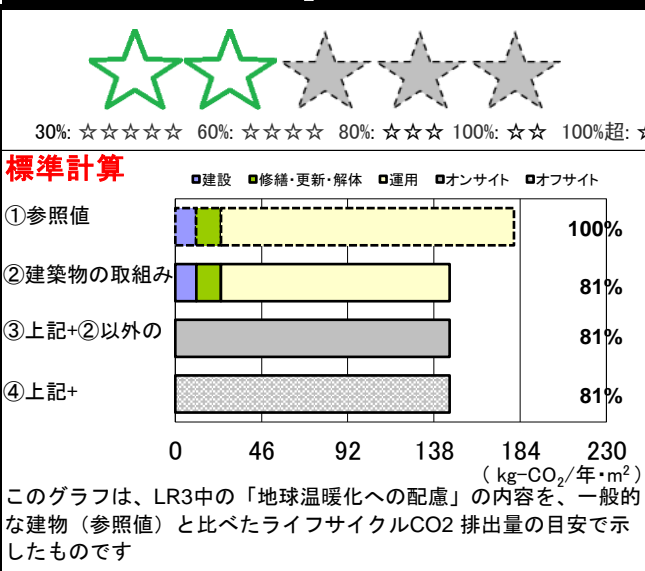 30%: ☆☆☆☆☆ 60%: ☆☆☆☆ 80%: ☆☆☆ 100%: ☆☆ 100%超: ☆
標準計算
建設 修繕・更新・解体 運用 オンサイト オフサイト
①参照値 100%
②建築物の取組み 81%
③上記+②以外の 81%
④上記+ 81%
0 46 92 138 184 230
( kg-CO₂/年・m² )
このグラフは、LR3中の「地球温暖化への配慮」の内容を、一般的
な建物（参照値）と比べたライフサイクルCO2 排出量の目安で示
したものです